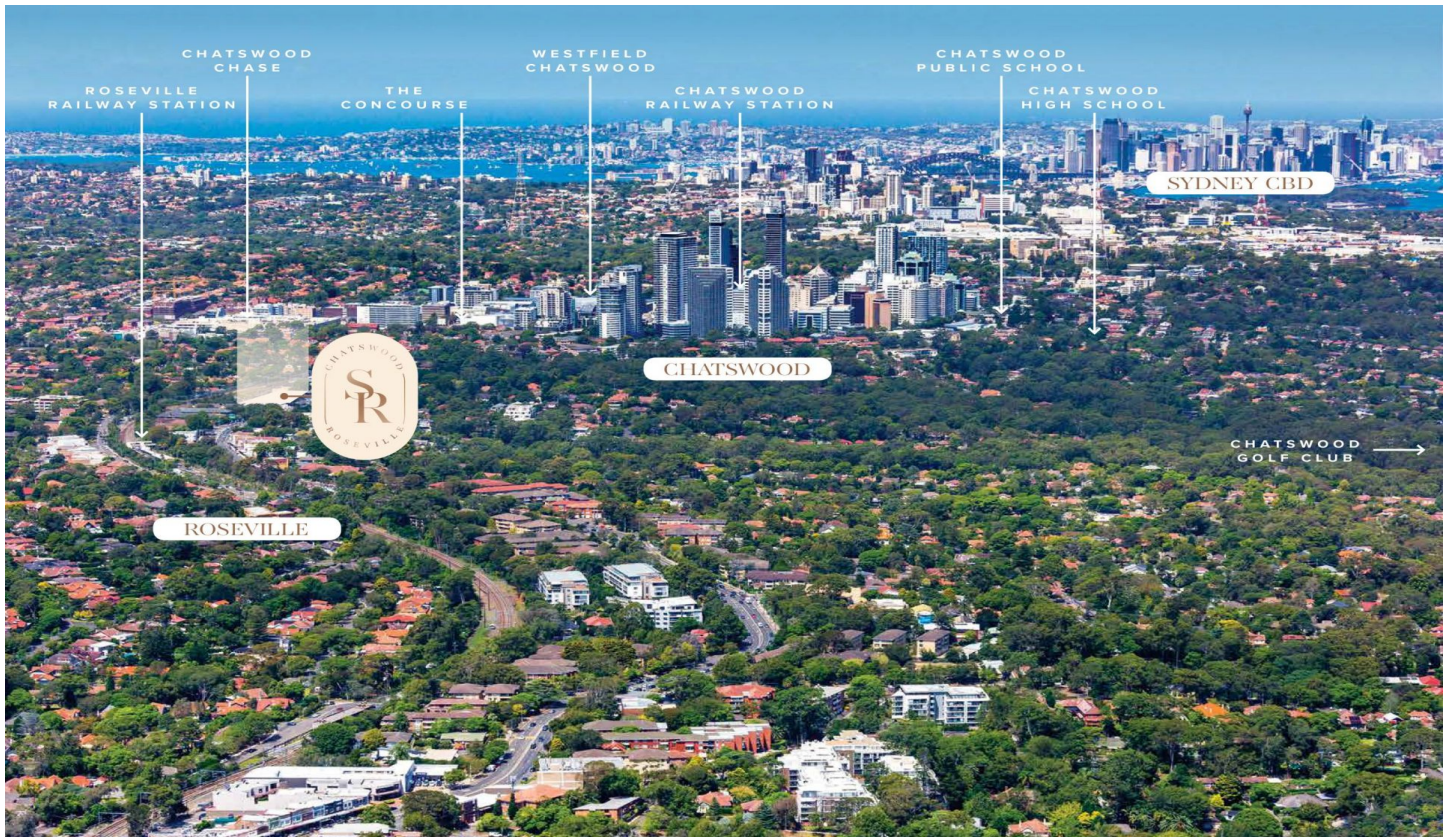 CHATSWOOD
CHASE
WESTFIELD
CHATSWOOD
CHATSWOOD
PUBLIC SCHOOL
ROSEVILLE
RAILWAY STATION
THE
CONCOURSE
CHATSWOOD
RAILWAY STATION
CHATSWOOD
HIGH SCHOOL
SYDNEY CBD
CHATSWOOD
SR
ROSEVILLE
CHATSWOOD
CHATSWOOD
GOLF CLUB
ROSEVILLE